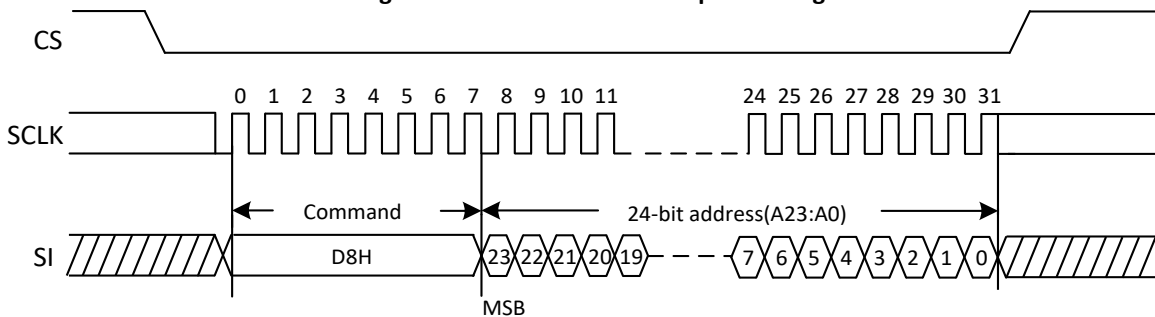 CS
0 1 2 3 4 5 6 7 8 9 10 11 24 25 26 27 28 29 30 31
SCLK
Command 24-bit address(A23:A0)
SI D8H 23 22 21 20 19 7 6 5 4 3 2 1 0
MSB